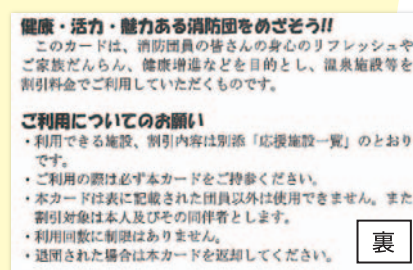 健康・活力・魅力ある消防団をめざそう!!
このカードは、消防団員の皆さんの身心のリフレッシュや
ご家族だんらん、健康増進などを目的とし、温泉施設等を
割引料金でご利用していただくものです。
ご利用についてのお願い
・利用できる施設、割引内容は別添「応援施設一覧」のとおり
です。
・ご利用の際は必ず本カードをご持参ください。
・本カードは表に記載された団員以外は使用できません。また
割引対象は本人及びその同伴者とします。
・利用回数に制限はありません。
・退団された場合は本カードを返却してください。
裏